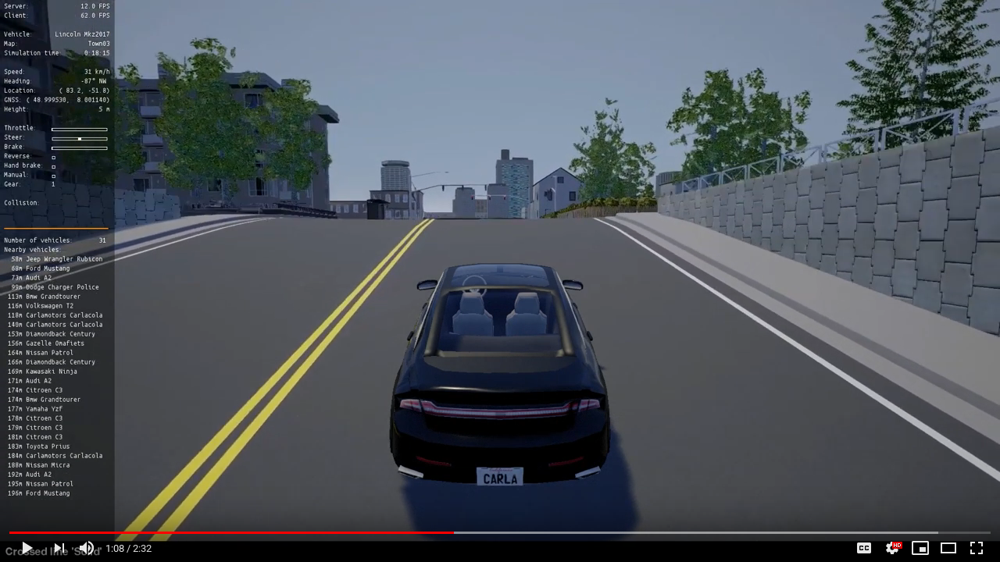 Server: 12.0 FPS
Client: 62.0 FPS
Vehicle: Lincoln Mkz2017
Map: Town03
Simulation time: 0:18:15
Speed: 31 km/h
Heading: -87° NW
Location: ( 83.2, -51.8)
GNSS: ( 48.999530, 8.001140)
Height: 5 m
Throttle:
Steer:
Brake:
Reverse:
Hand brake:
Manual:
Gear: 1
Collision:
Number of vehicles: 31
Nearby vehicles:
58m Jeep Wrangler Rubicon
68m Ford Mustang
73m Audi A2
99m Dodge Charger Police
113m Bmw Grandtourer
116m Volkswagen T2
118m Carlamotors Carlacola
140m Carlamotors Carlacola
153m Diamondback Century
156m Gazelle Omafiets
164m Nissan Patrol
166m Diamondback Century
169m Kawasaki Ninja
171m Audi A2
174m Citroen C3
174m Bmw Grandtourer
177m Yamaha Yzf
178m Citroen C3
179m Citroen C3
181m Citroen C3
183m Toyota Prius
184m Carlamotors Carlacola
188m Nissan Micra
192m Audi A2
195m Nissan Patrol
196m Ford Mustang
CARLA
1:08 / 2:32
CC
HD
Crossed line 'Solid'